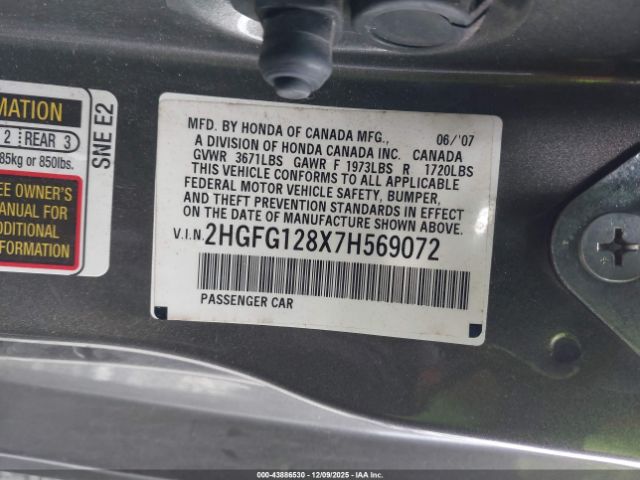 MATION
2 REAR 3
85kg or 850lbs.
EE OWNER'S
ANUAL FOR
DDITIONAL
ORMATION
SNE E2
MFD. BY HONDA OF CANADA MFG., 06/'07
A DIVISION OF HONDA CANADA INC. CANADA
GVWR 3671LBS GAWR F 1973LBS R 1720LBS
THIS VEHICLE CONFORMS TO ALL APPLICABLE
FEDERAL MOTOR VEHICLE SAFETY, BUMPER,
AND THEFT PREVENTION STANDARDS IN EFFECT
ON THE DATE OF MANUFACTURE SHOWN ABOVE.
V.I.N. 2HGFG128X7H569072
PASSENGER CAR
000-43886530 - 12/09/2025 - IAA, Inc.